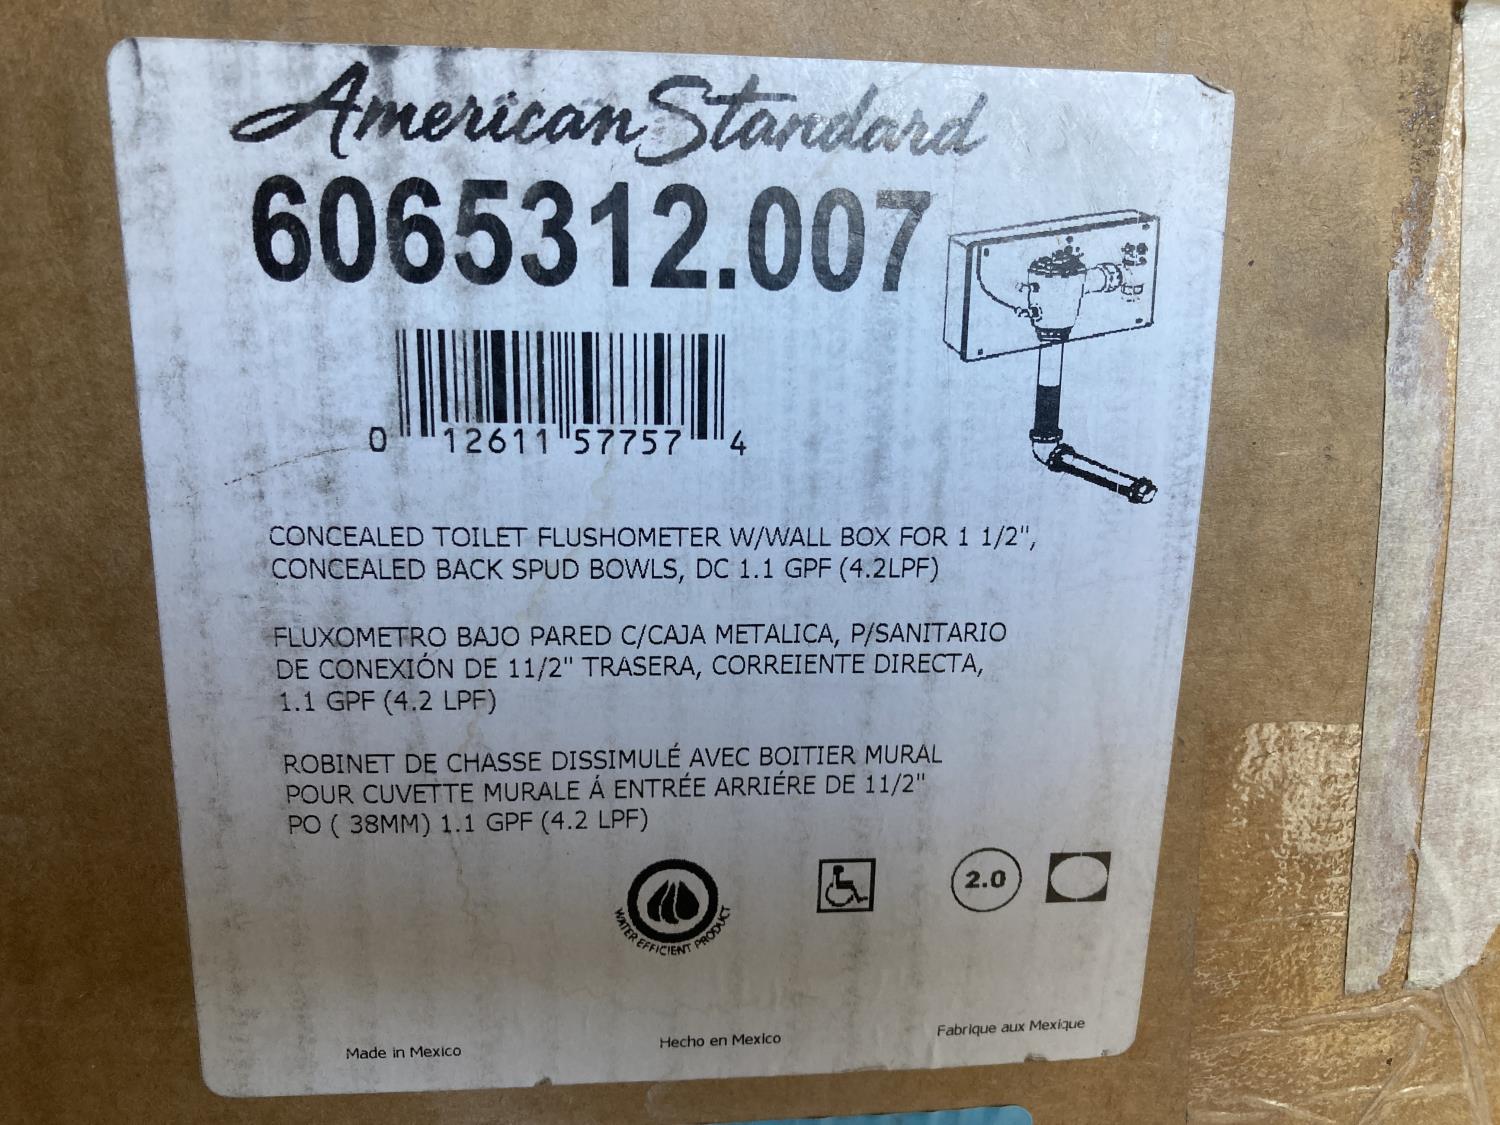 American Standard
6065312.007
0 12611 57757 4
CONCEALED TOILET FLUSHOMETER W/WALL BOX FOR 1 1/2",
CONCEALED BACK SPUD BOWLS, DC 1.1 GPF (4.2LPF)
FLUXOMETRO BAJO PARED C/CAJA METALICA, P/SANITARIO
DE CONEXIÓN DE 11/2" TRASERA, CORREIENTE DIRECTA,
1.1 GPF (4.2 LPF)
ROBINET DE CHASSE DISSIMULÉ AVEC BOITIER MURAL
POUR CUVETTE MURALE Á ENTRÉE ARRIÉRE DE 11/2"
PO ( 38MM) 1.1 GPF (4.2 LPF)
WATER EFFICIENT PRODUCT
2.0
Made in Mexico
Hecho en Mexico
Fabrique aux Mexique